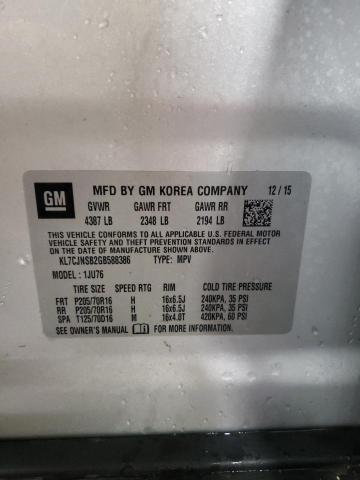 GM
MFD BY GM KOREA COMPANY 12/15
GVWR GAWR FRT GAWR RR
4387 LB 2348 LB 2194 LB
THIS VEHICLE CONFORMS TO ALL APPLICABLE U.S. FEDERAL MOTOR
VEHICLE SAFETY, BUMPER, AND THEFT PREVENTION STANDARDS IN
EFFECT ON THE DATE OF MANUFACTURE SHOWN ABOVE.
KL7CJNSB2GB588386 TYPE: MPV
MODEL: 1JU76
TIRE SIZE SPEED RTG RIM COLD TIRE PRESSURE
FRT P205/70R16 H 16x6.5J 240KPA, 35 PSI
RR P205/70R16 H 16x6.5J 240KPA, 35 PSI
SPA T125/70D16 M 16x4.0T 420KPA, 60 PSI
SEE OWNER'S MANUAL FOR ADDITIONAL INFORMATION.